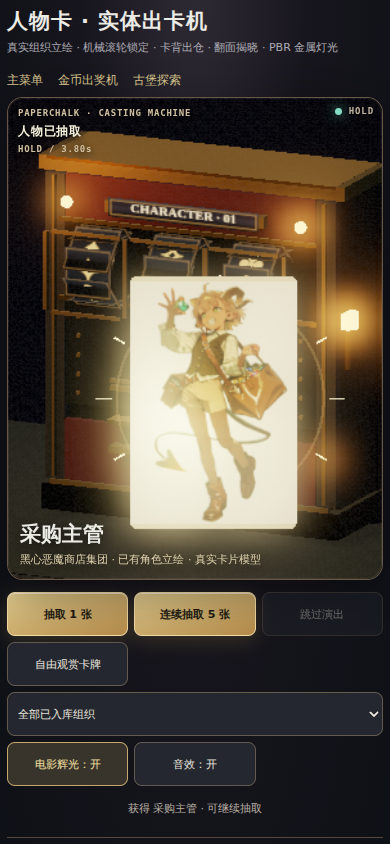 人物卡 · 实体出卡机
真实组织立绘 · 机械滚轮锁定 · 卡背出仓 · 翻面揭晓 · PBR 金属灯光
主菜单 金币出奖机 古堡探索
PAPERCHALK · CASTING MACHINE
HOLD
人物已抽取
HOLD / 3.80s
CHARACTER · 01
采购主管
黑心恶魔商店集团 · 已有角色立绘 · 真实卡片模型
抽取 1 张
连续抽取 5 张
跳过演出
自由观赏卡牌
全部已入库组织
电影辉光：开
音效：开
获得 采购主管 · 可继续抽取